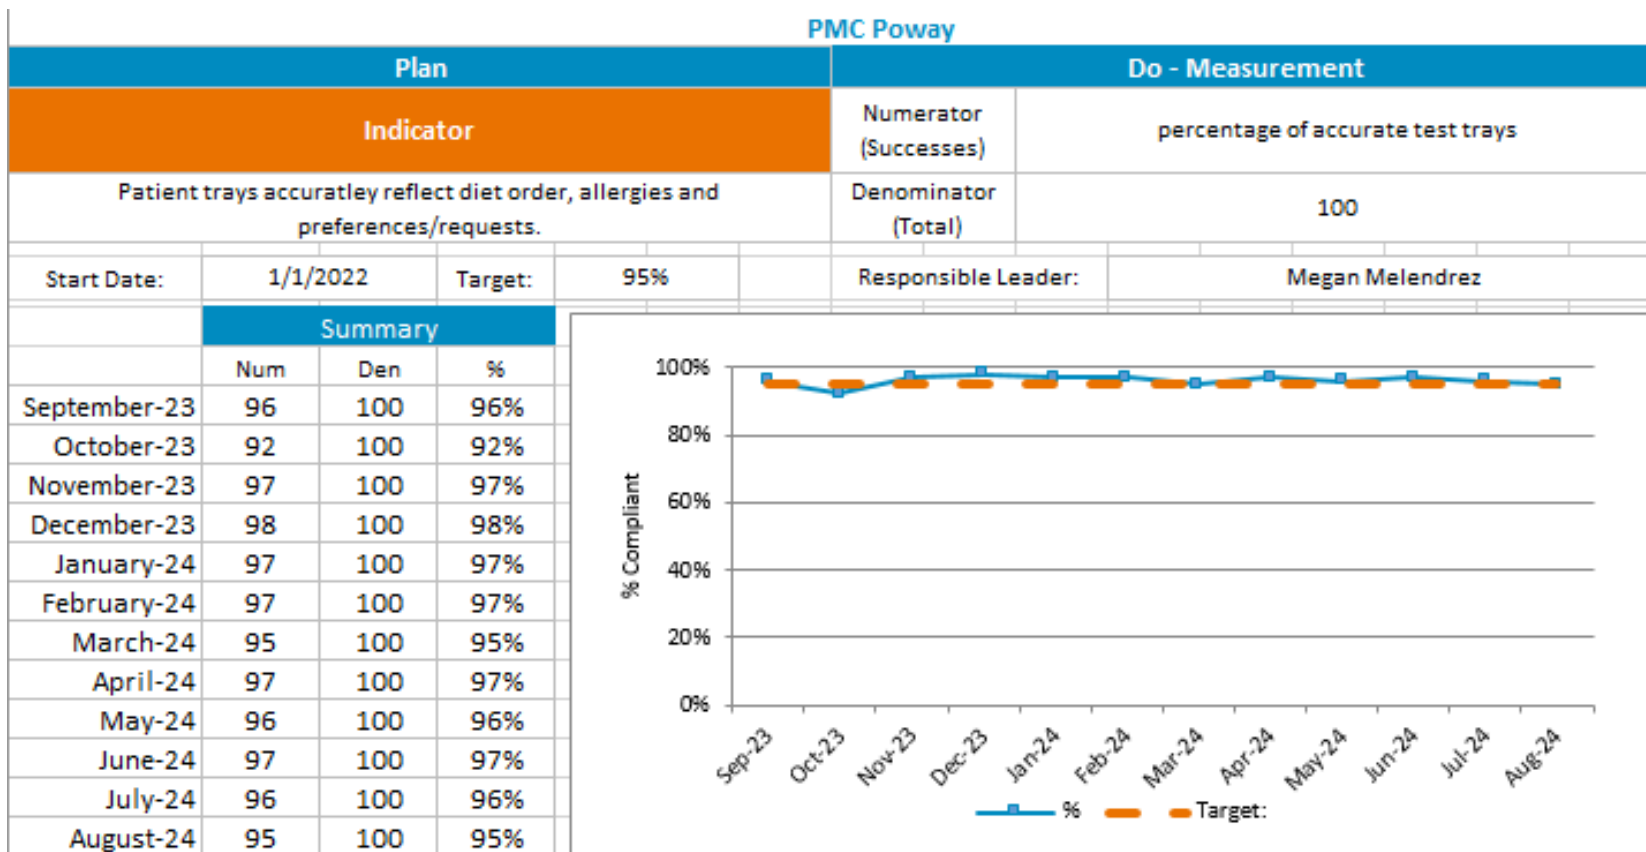 PMC Poway
Plan
Do - Measurement
Indicator
Numerator
(Successes)
percentage of accurate test trays
Patient trays accuratley reflect diet order, allergies and
preferences/requests.
Denominator
(Total)
100
Start Date: 1/1/2022 Target: 95% Responsible Leader: Megan Melendrez
Summary
Num Den %
September-23 96 100 96%
October-23 92 100 92%
November-23 97 100 97%
December-23 98 100 98%
January-24 97 100 97%
February-24 97 100 97%
March-24 95 100 95%
April-24 97 100 97%
May-24 96 100 96%
June-24 97 100 97%
July-24 96 100 96%
August-24 95 100 95%
% Compliant
100%
80%
60%
40%
20%
0%
Sep-23 Oct-23 Nov-23 Dec-23 Jan-24 Feb-24 Mar-24 Apr-24 May-24 Jun-24 Jul-24 Aug-24
% Target: